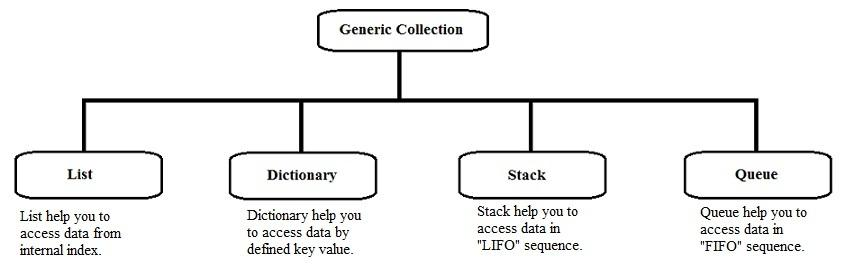 Generic Collection
List
Dictionary
Stack
Queue
List help you to
access data from
internal index.
Dictionary help you
to access data by
defined key value.
Stack help you to
access data in
"LIFO" sequence.
Queue help you to
access data in
"FIFO" sequence.